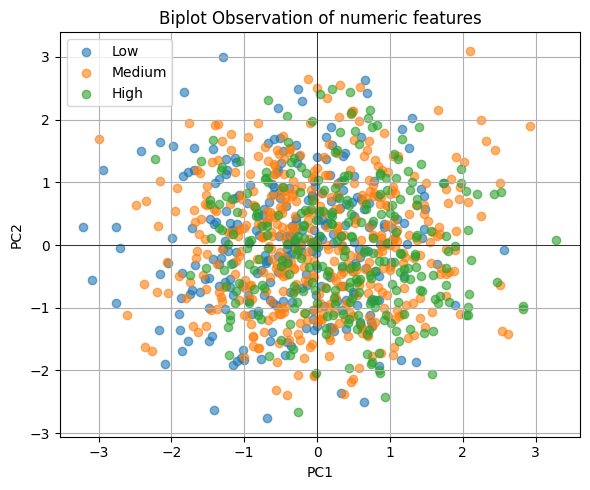 Biplot Observation of numeric features
Low
Medium
High
3
2
1
0
−1
−2
−3
PC2
−3 −2 −1 0 1 2 3
PC1